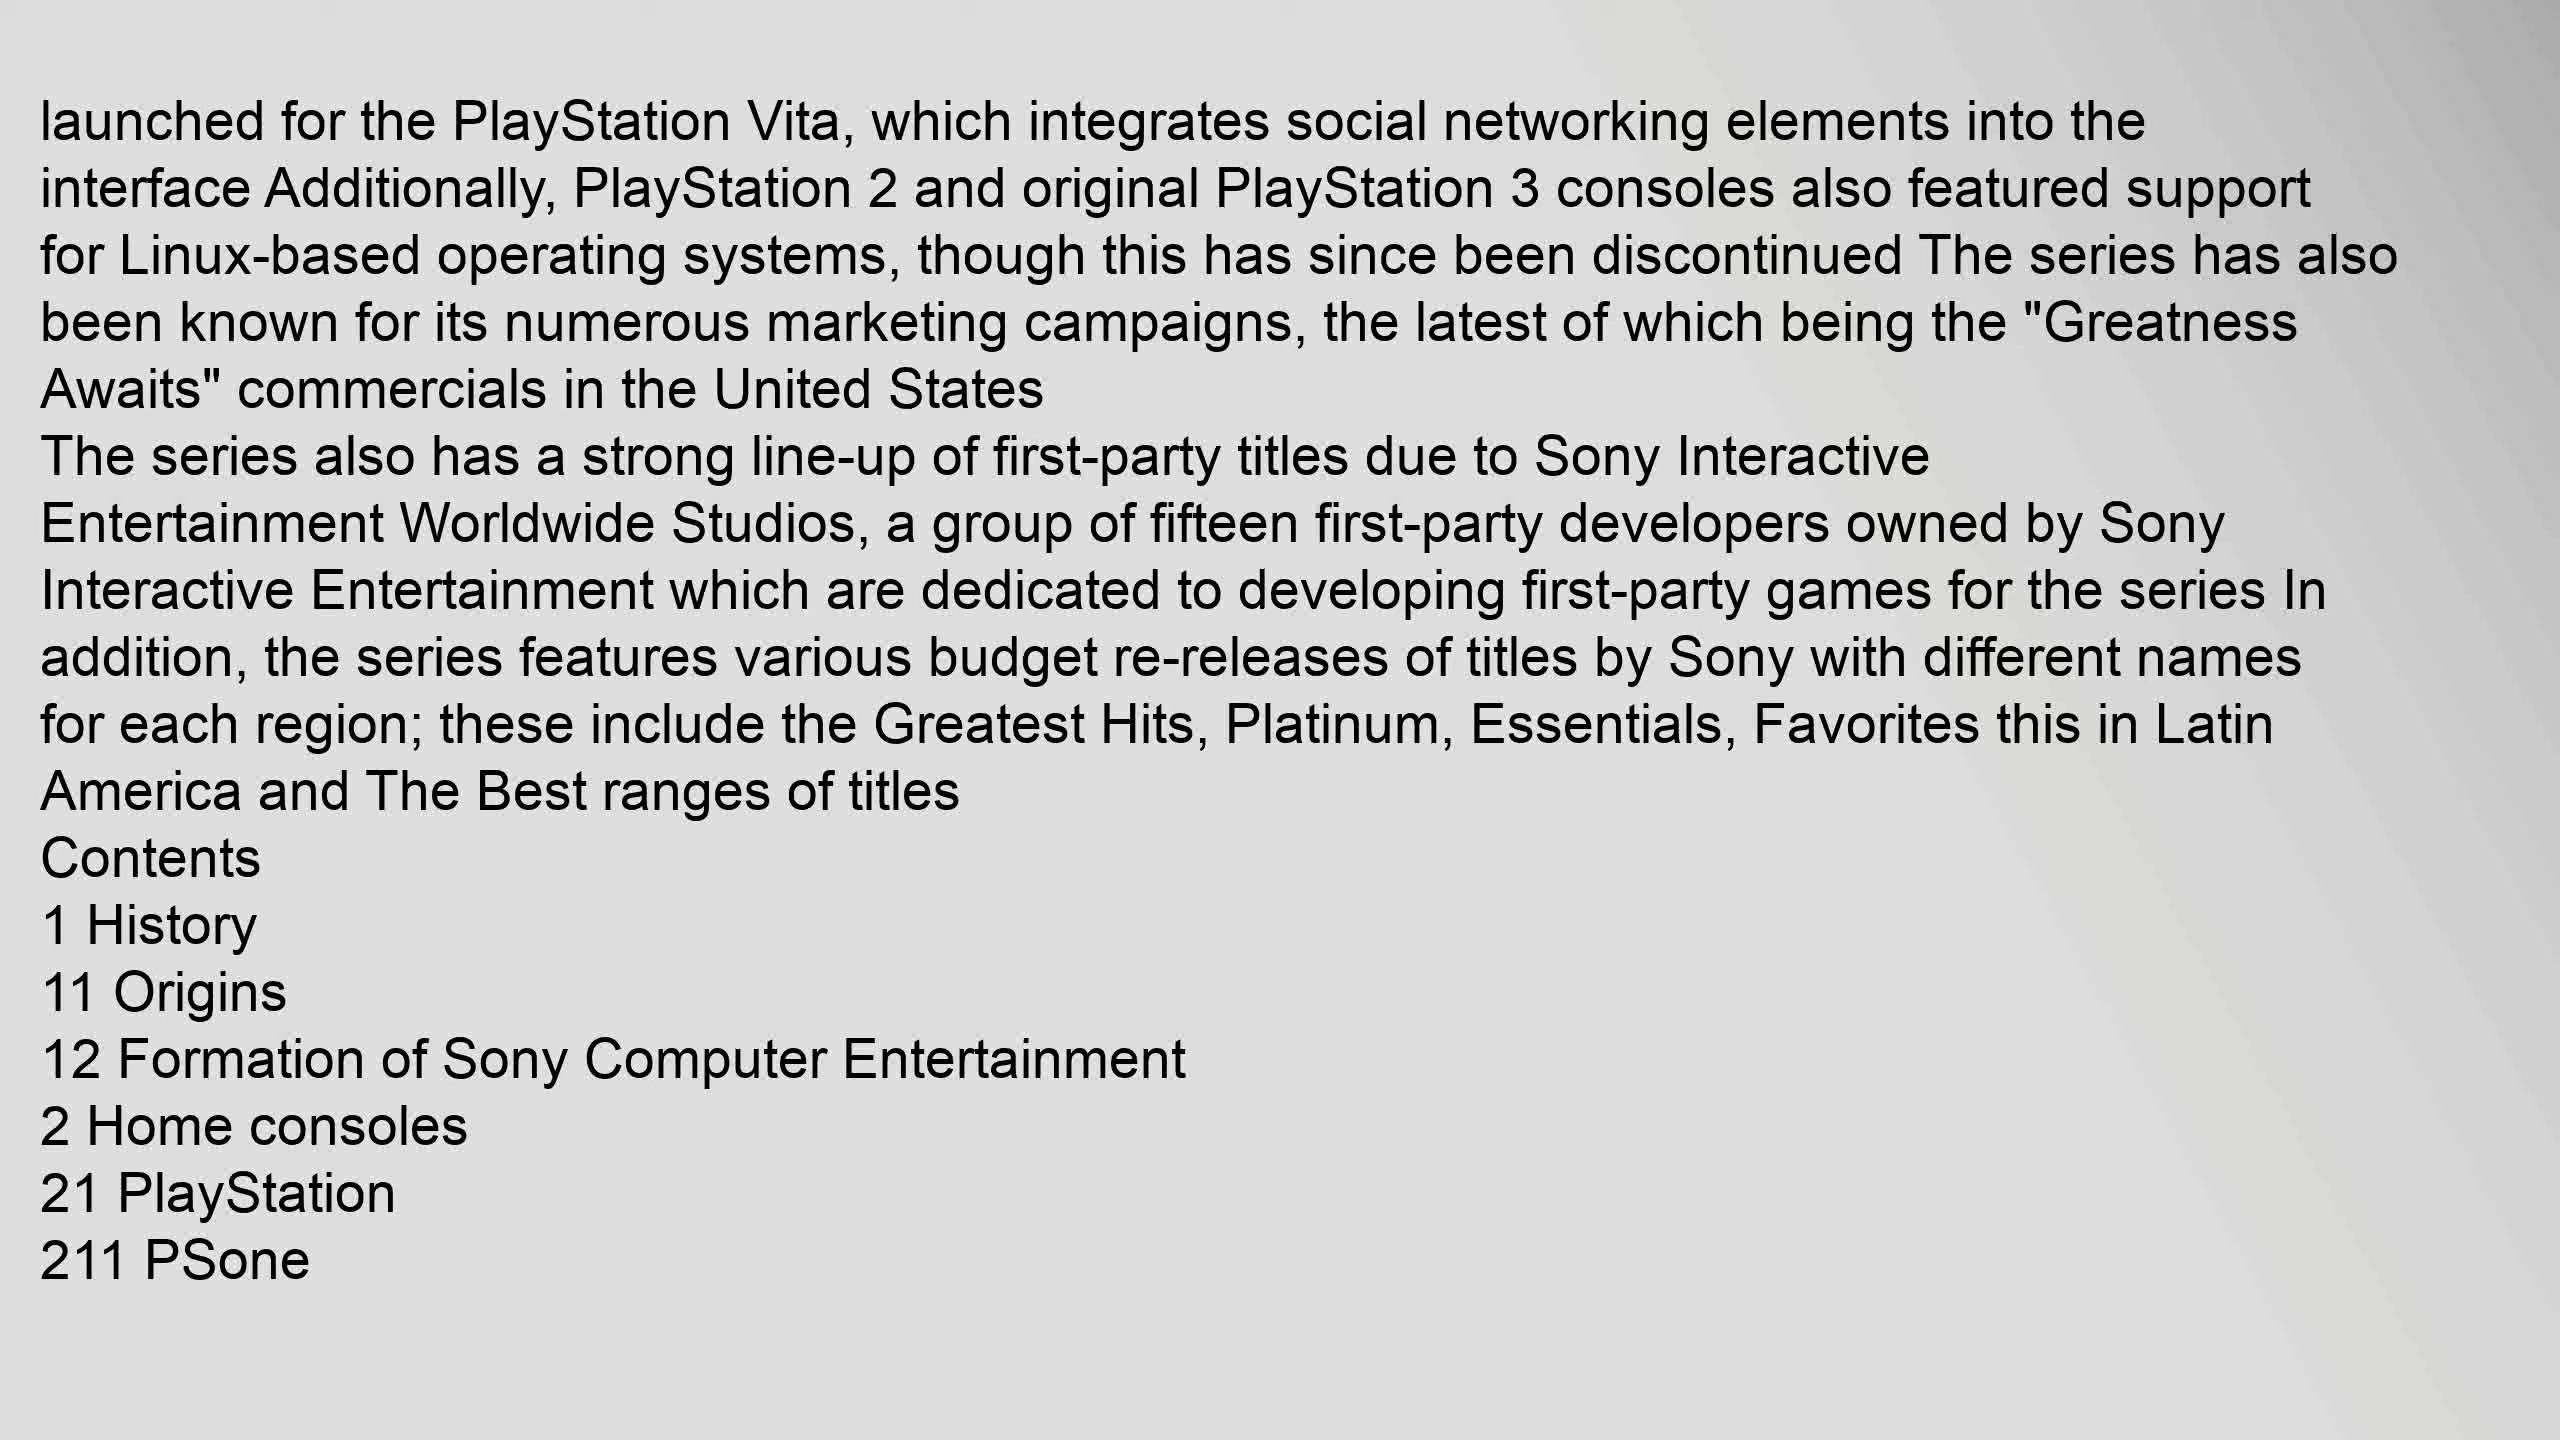 launched for the PlayStation Vita, which integrates social networking elements into the
interface Additionally, PlayStation 2 and original PlayStation 3 consoles also featured support
for Linux-based operating systems, though this has since been discontinued The series has also
been known for its numerous marketing campaigns, the latest of which being the "Greatness
Awaits" commercials in the United States
The series also has a strong line-up of first-party titles due to Sony Interactive
Entertainment Worldwide Studios, a group of fifteen first-party developers owned by Sony
Interactive Entertainment which are dedicated to developing first-party games for the series In
addition, the series features various budget re-releases of titles by Sony with different names
for each region; these include the Greatest Hits, Platinum, Essentials, Favorites this in Latin
America and The Best ranges of titles
Contents
1 History
11 Origins
12 Formation of Sony Computer Entertainment
2 Home consoles
21 PlayStation
211 PSone